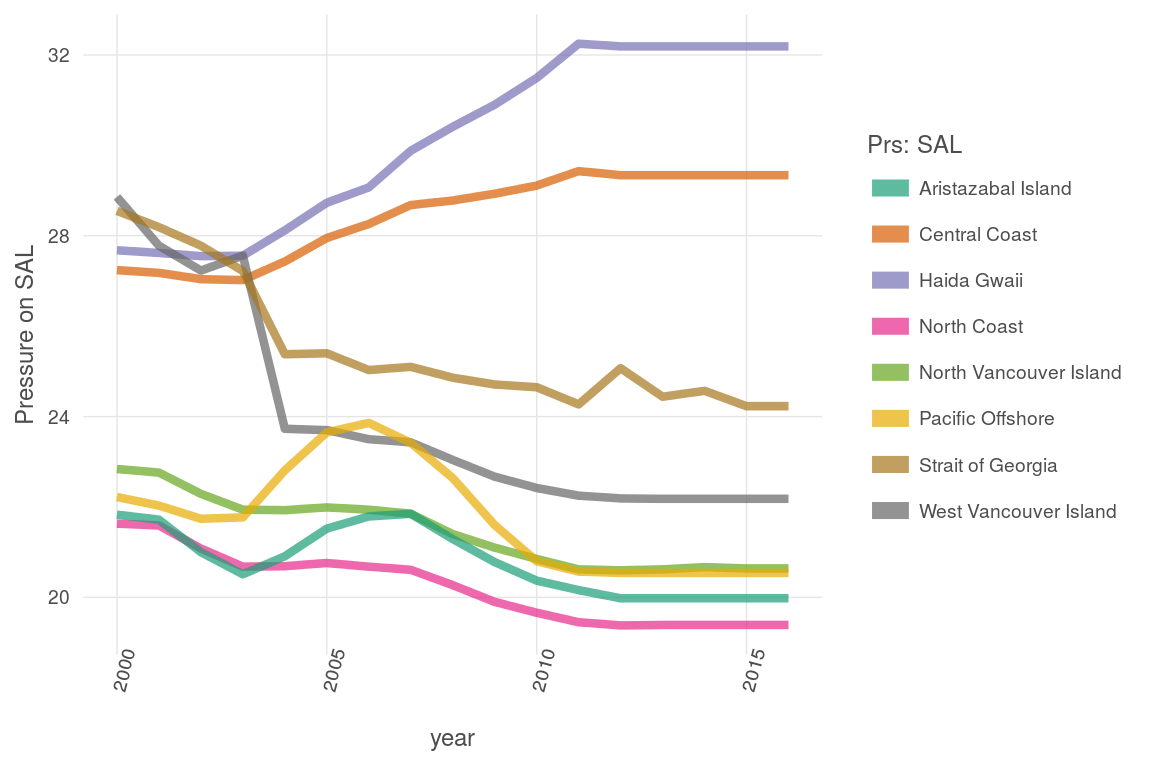 32
28
24
20
Pressure on SAL
2000
2005
2010
2015
year
Prs: SAL
Aristazabal Island
Central Coast
Haida Gwaii
North Coast
North Vancouver Island
Pacific Offshore
Strait of Georgia
West Vancouver Island